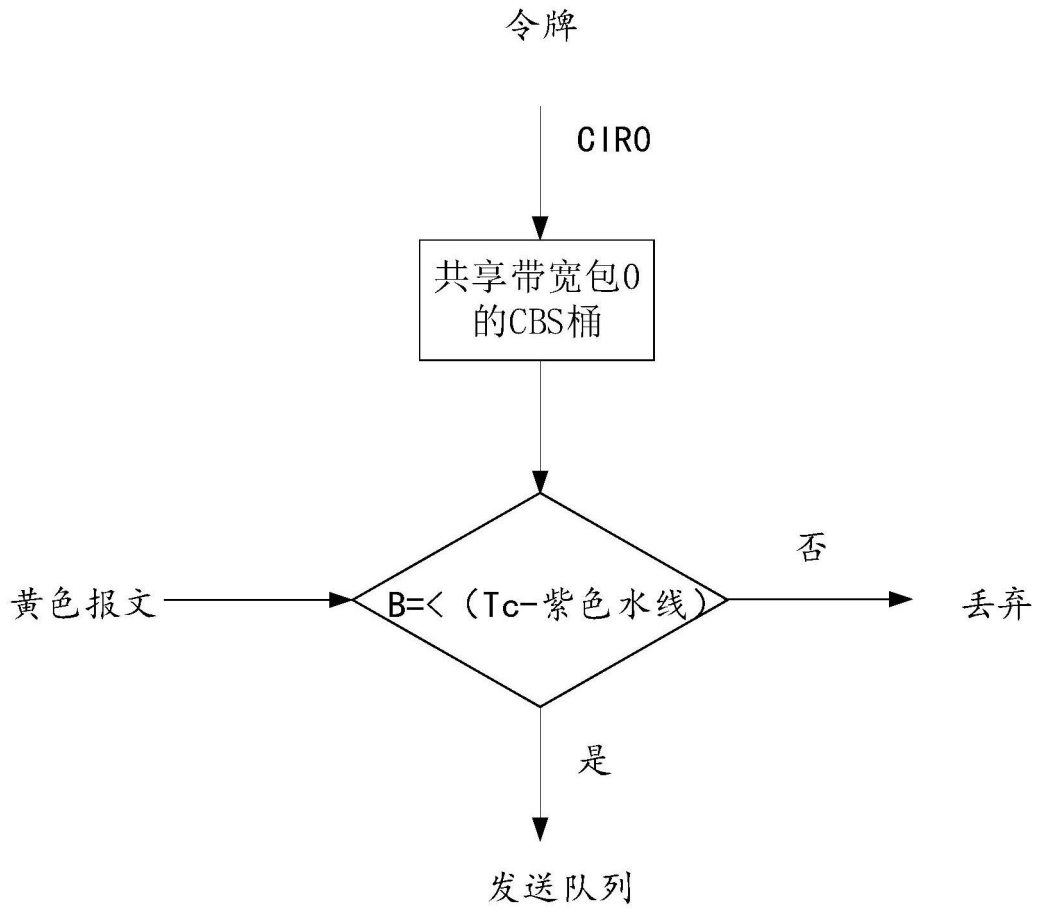 令牌
CIR0
共享带宽包0
的CBS桶
否
黄色报文
B=<（Tc-紫色水线）
丢弃
是
发送队列